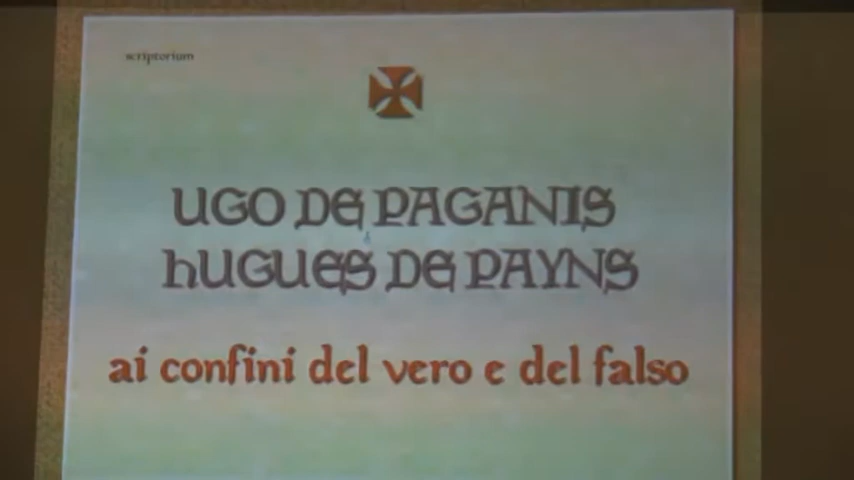 scriptorium
UGO DE PAGANIS
hUGUES DE PAYNS
ai confini del vero e del falso